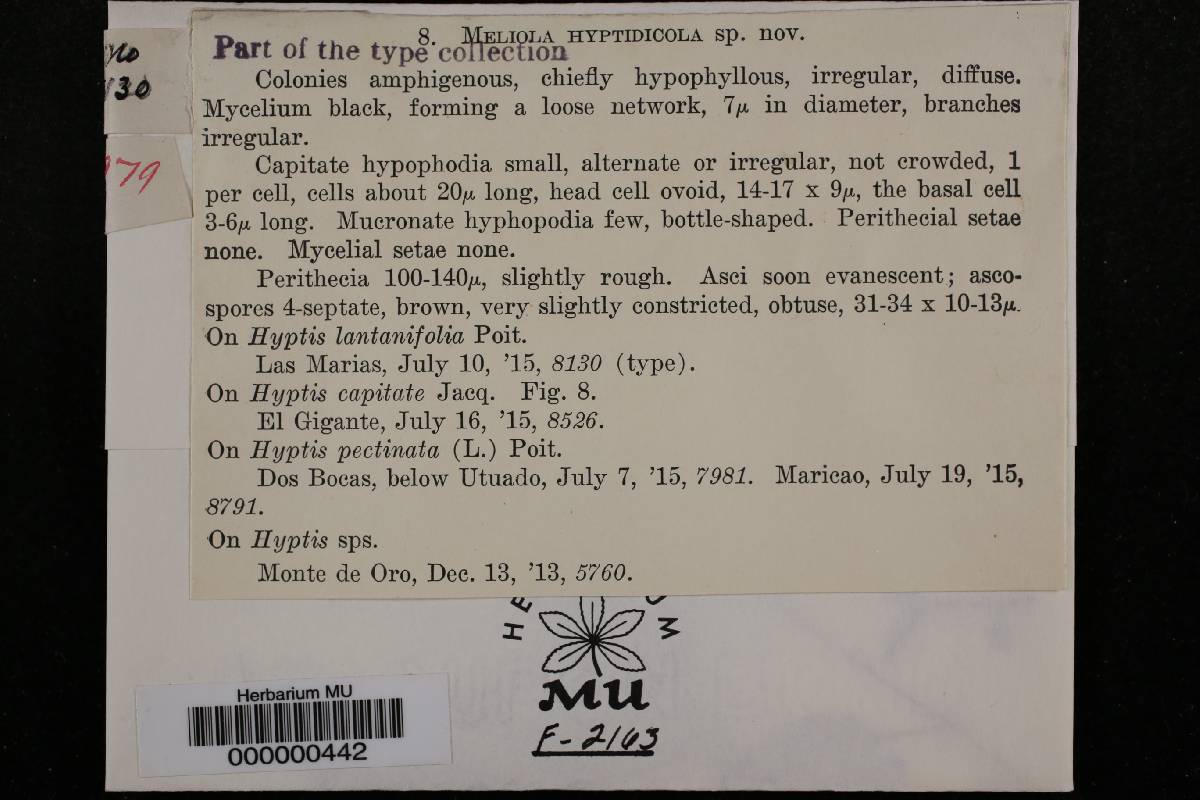 8. MELIOLA HYPTIDICOLA sp. nov.
Part of the type collection
Colonies amphigenous, chiefly hypophyllous, irregular, diffuse.
Mycelium black, forming a loose network, 7μ in diameter, branches
irregular.
Capitate hypophodia small, alternate or irregular, not crowded, 1
per cell, cells about 20μ long, head cell ovoid, 14-17 x 9μ, the basal cell
3-6μ long. Mucronate hyphopodia few, bottle-shaped. Perithecial setae
none. Mycelial setae none.
Perithecia 100-140μ, slightly rough. Asci soon evanescent; asco-
spores 4-septate, brown, very slightly constricted, obtuse, 31-34 x 10-13μ.
On Hyptis lantanifolia Poit.
Las Marias, July 10, '15, 8130 (type).
On Hyptis capitate Jacq. Fig. 8.
El Gigante, July 16, '15, 8526.
On Hyptis pectinata (L.) Poit.
Dos Bocas, below Utuado, July 7, '15, 7981. Maricao, July 19, '15,
8791.
On Hyptis sps.
Monte de Oro, Dec. 13, '13, 5760.
130
79
HE
M
MU
F-2163
Herbarium MU
000000442